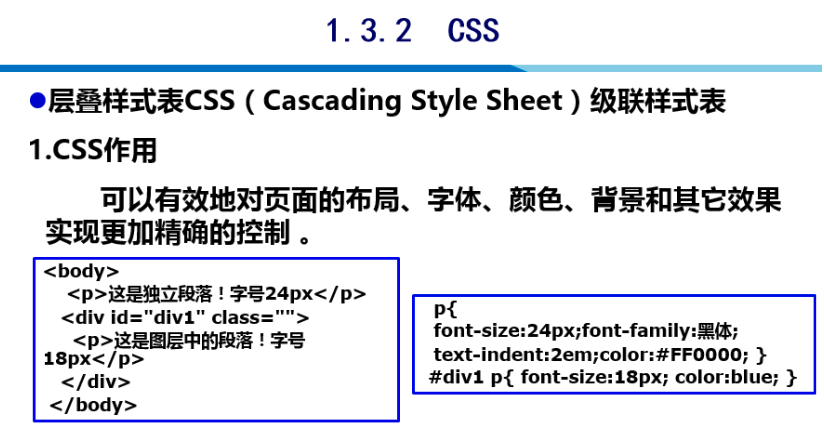 1.3.2 CSS
●层叠样式表CSS（Cascading Style Sheet）级联样式表
1.CSS作用
可以有效地对页面的布局、字体、颜色、背景和其它效果
实现更加精确的控制 。
<body>
<p>这是独立段落！字号24px</p>
<div id="div1" class="">
<p>这是图层中的段落！字号
18px</p>
</div>
</body>
p{
font-size:24px;font-family:黑体;
text-indent:2em;color:#FF0000; }
#div1 p{ font-size:18px; color:blue; }